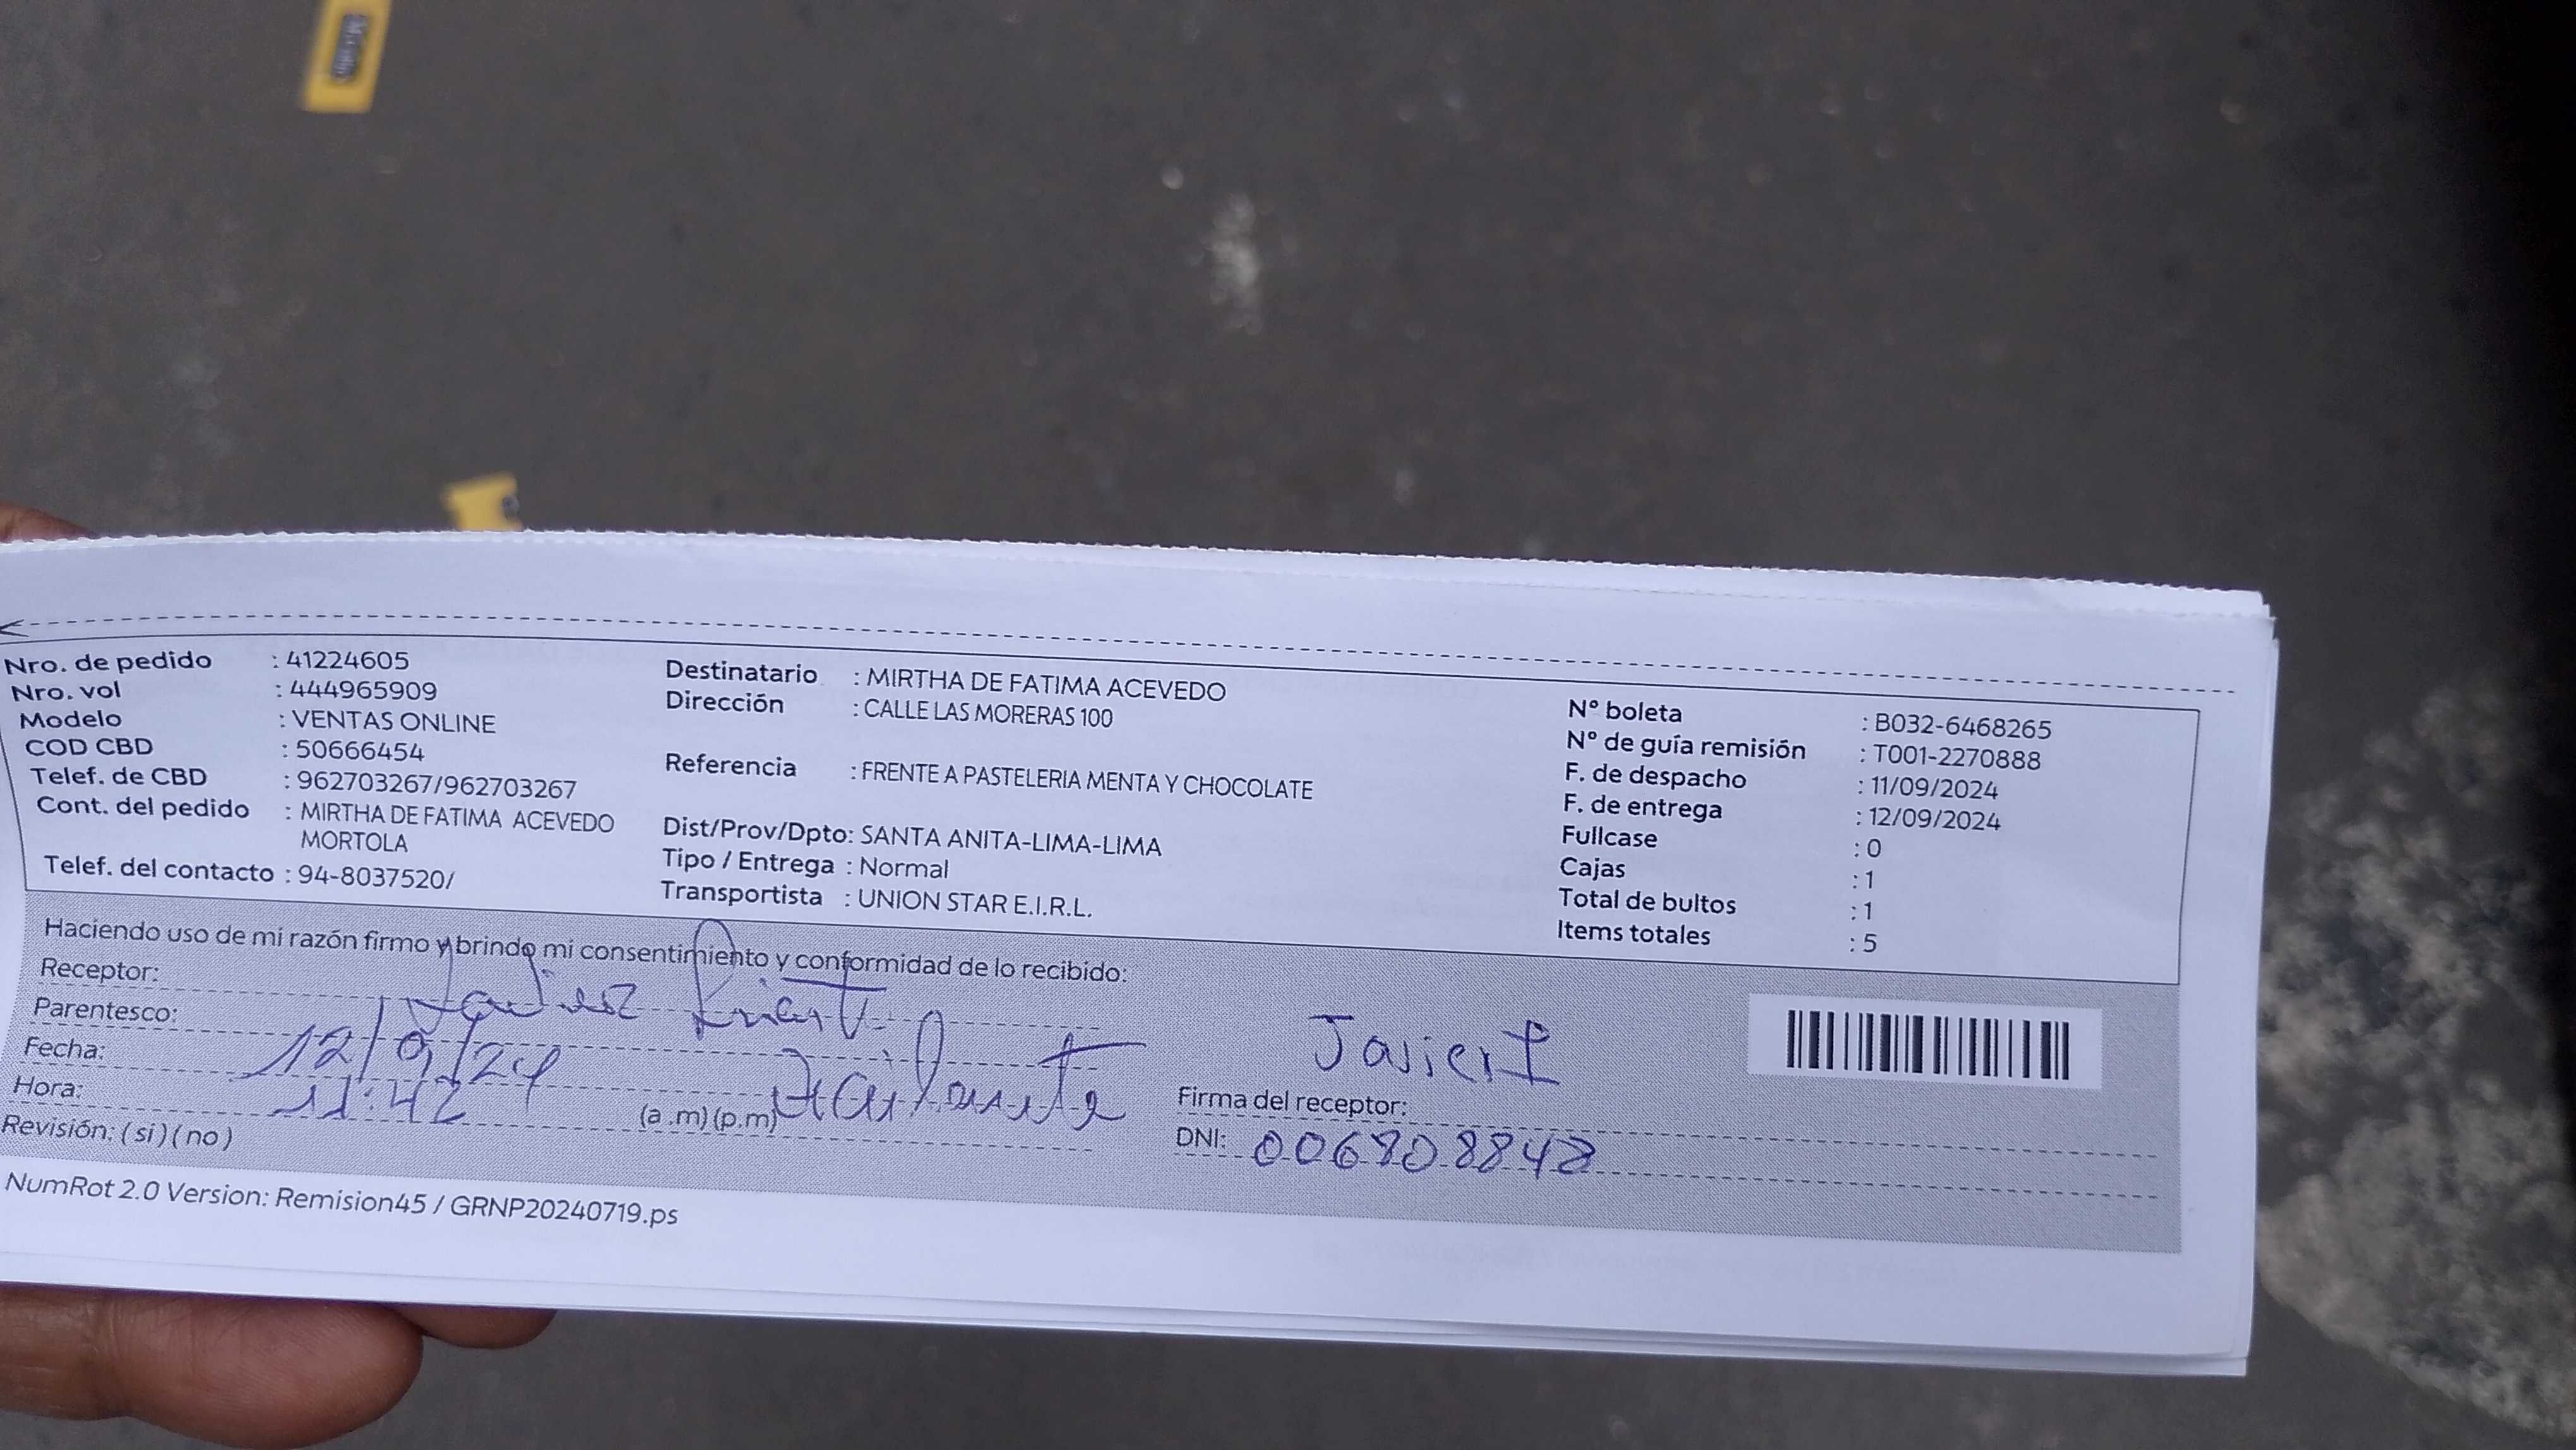 Nro. de pedido : 41224605
Nro. vol : 444965909
Modelo : VENTAS ONLINE
COD CBD : 50666454
Telef. de CBD : 962703267/962703267
Cont. del pedido : MIRTHA DE FATIMA ACEVEDO
MORTOLA
Telef. del contacto : 94-8037520/
Destinatario : MIRTHA DE FATIMA ACEVEDO
Dirección : CALLE LAS MORERAS 100
Referencia : FRENTE A PASTELERIA MENTA Y CHOCOLATE
Dist/Prov/Dpto: SANTA ANITA-LIMA-LIMA
Tipo / Entrega : Normal
Transportista : UNION STAR E.I.R.L.
N° boleta : B032-6468265
N° de guía remisión : T001-2270888
F. de despacho : 11/09/2024
F. de entrega : 12/09/2024
Fullcase : 0
Cajas : 1
Total de bultos : 1
Items totales : 5
Haciendo uso de mi razón firmo y brindo mi consentimiento y conformidad de lo recibido:
Receptor: Javier
Parentesco:
Fecha: 12/9/24
Hora: 11:42 (a.m) (p.m)
Revisión: (si) (no)
Javier
Firma del receptor:
DNI: 006808848
NumRot 2.0 Version: Remision45 / GRNP20240719.ps